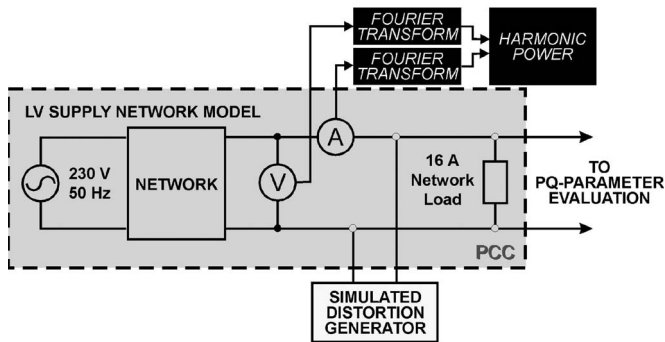 FOURIER
TRANSFORM
HARMONIC
POWER
FOURIER
TRANSFORM
LV SUPPLY NETWORK MODEL
A
230 V
50 Hz
NETWORK
V
16 A
Network
Load
TO
PQ-PARAMETER
EVALUATION
PCC
SIMULATED
DISTORTION
GENERATOR